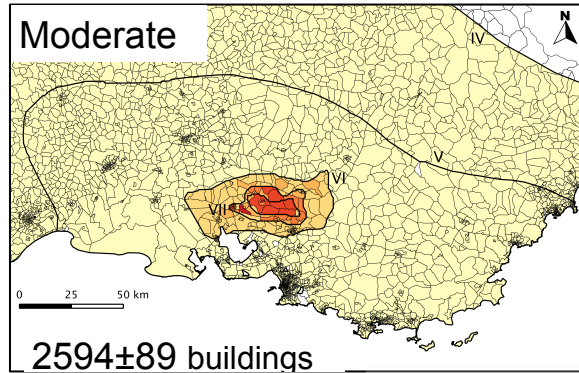 Moderate
N
IV
V
VI
VII
0 25 50 km
2594±89 buildings